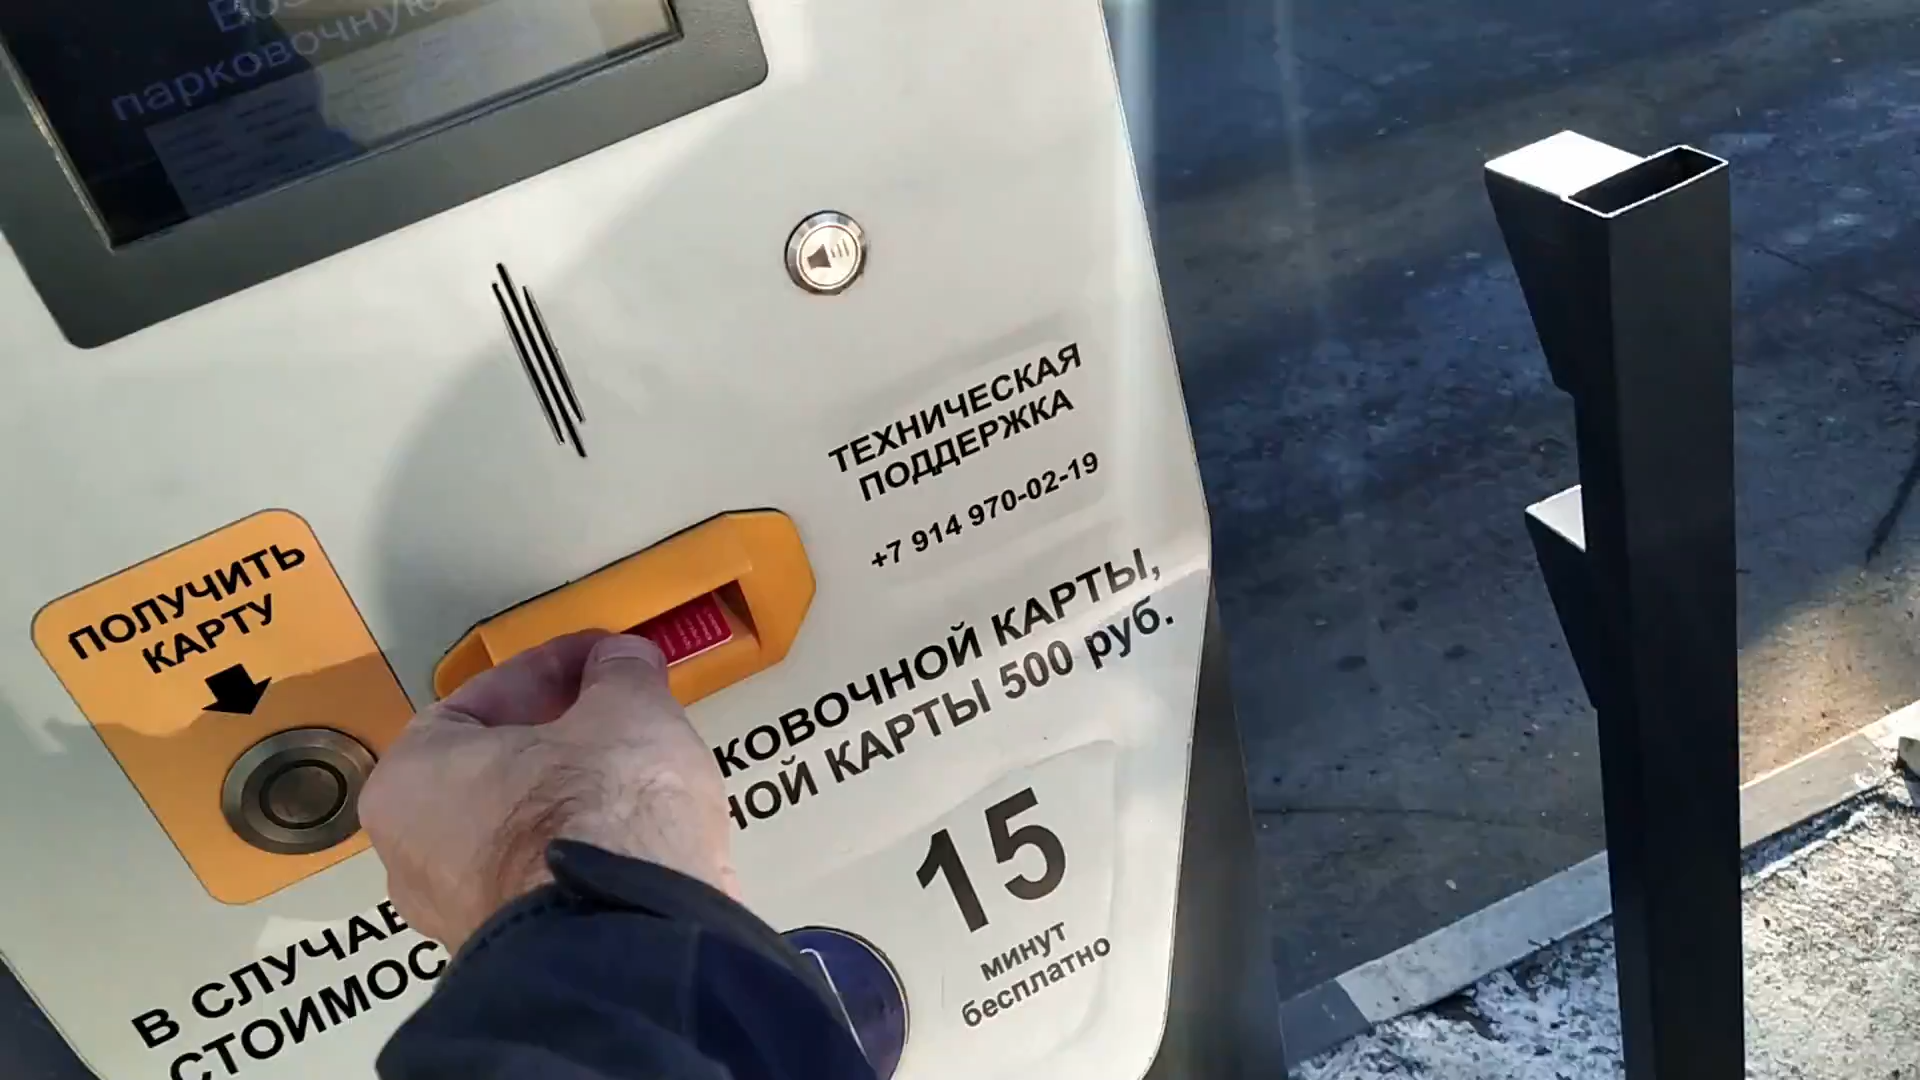 парковочную
ТЕХНИЧЕСКАЯ
ПОДДЕРЖКА
+7 914 970-02-19
ПОЛУЧИТЬ
КАРТУ
КОВОЧНОЙ КАРТЫ,
НОЙ КАРТЫ 500 руб.
В СЛУЧАЕ
СТОИМОС
15
минут
бесплатно